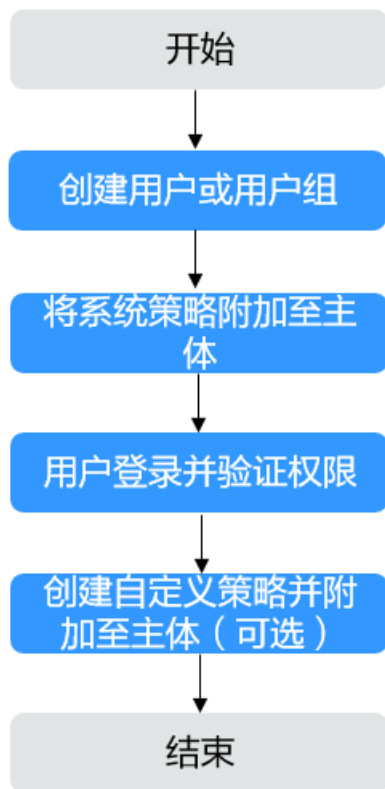 开始
创建用户或用户组
将系统策略附加至主
体
用户登录并验证权限
创建自定义策略并附
加至主体（可选）
结束